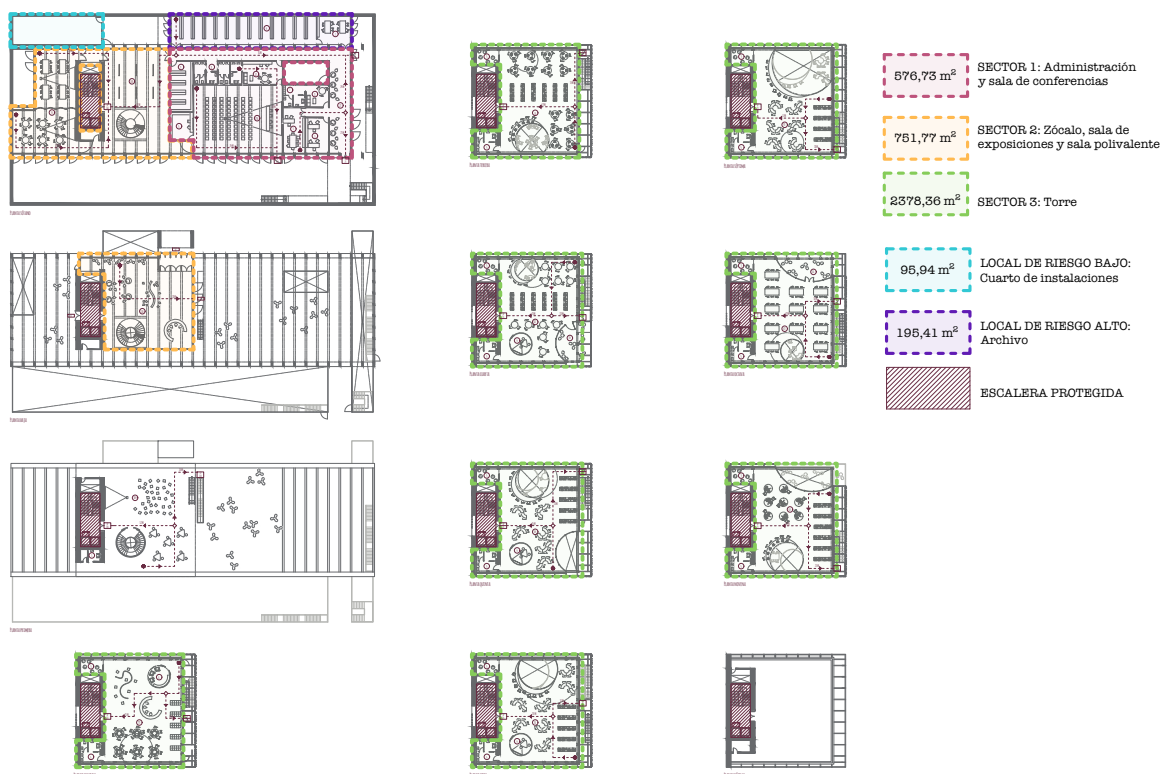 576,73 m²
SECTOR 1: Administración
y sala de conferencias
751,77 m²
SECTOR 2: Zócalo, sala de
exposiciones y sala polivalente
2378,36 m²
SECTOR 3: Torre
95,94 m²
LOCAL DE RIESGO BAJO:
Cuarto de instalaciones
195,41 m²
LOCAL DE RIESGO ALTO:
Archivo
ESCALERA PROTEGIDA